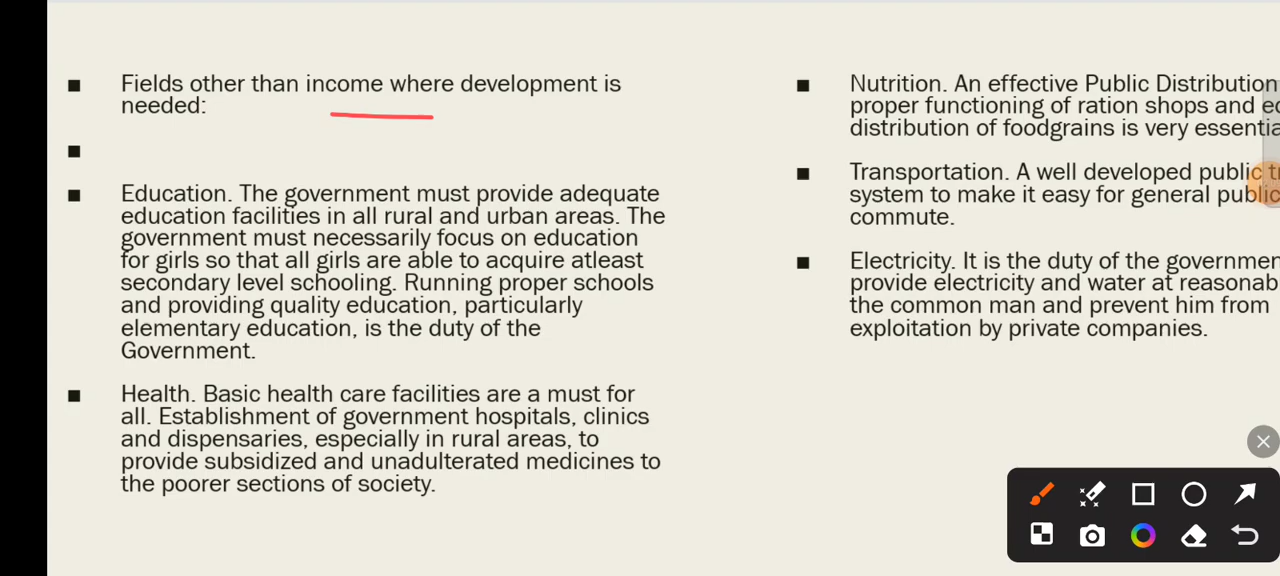 Fields other than income where development is
needed:
Education. The government must provide adequate
education facilities in all rural and urban areas. The
government must necessarily focus on education
for girls so that all girls are able to acquire atleast
secondary level schooling. Running proper schools
and providing quality education, particularly
elementary education, is the duty of the
Government.
Health. Basic health care facilities are a must for
all. Establishment of government hospitals, clinics
and dispensaries, especially in rural areas, to
provide subsidized and unadulterated medicines to
the poorer sections of society.
Nutrition. An effective Public Distribution
proper functioning of ration shops and
distribution of foodgrains is very
Transportation. A well developed public
system to make it easy for general public
commute.
Electricity. It is the duty of the
provide electricity and water at
the common man and prevent him from
exploitation by private companies.